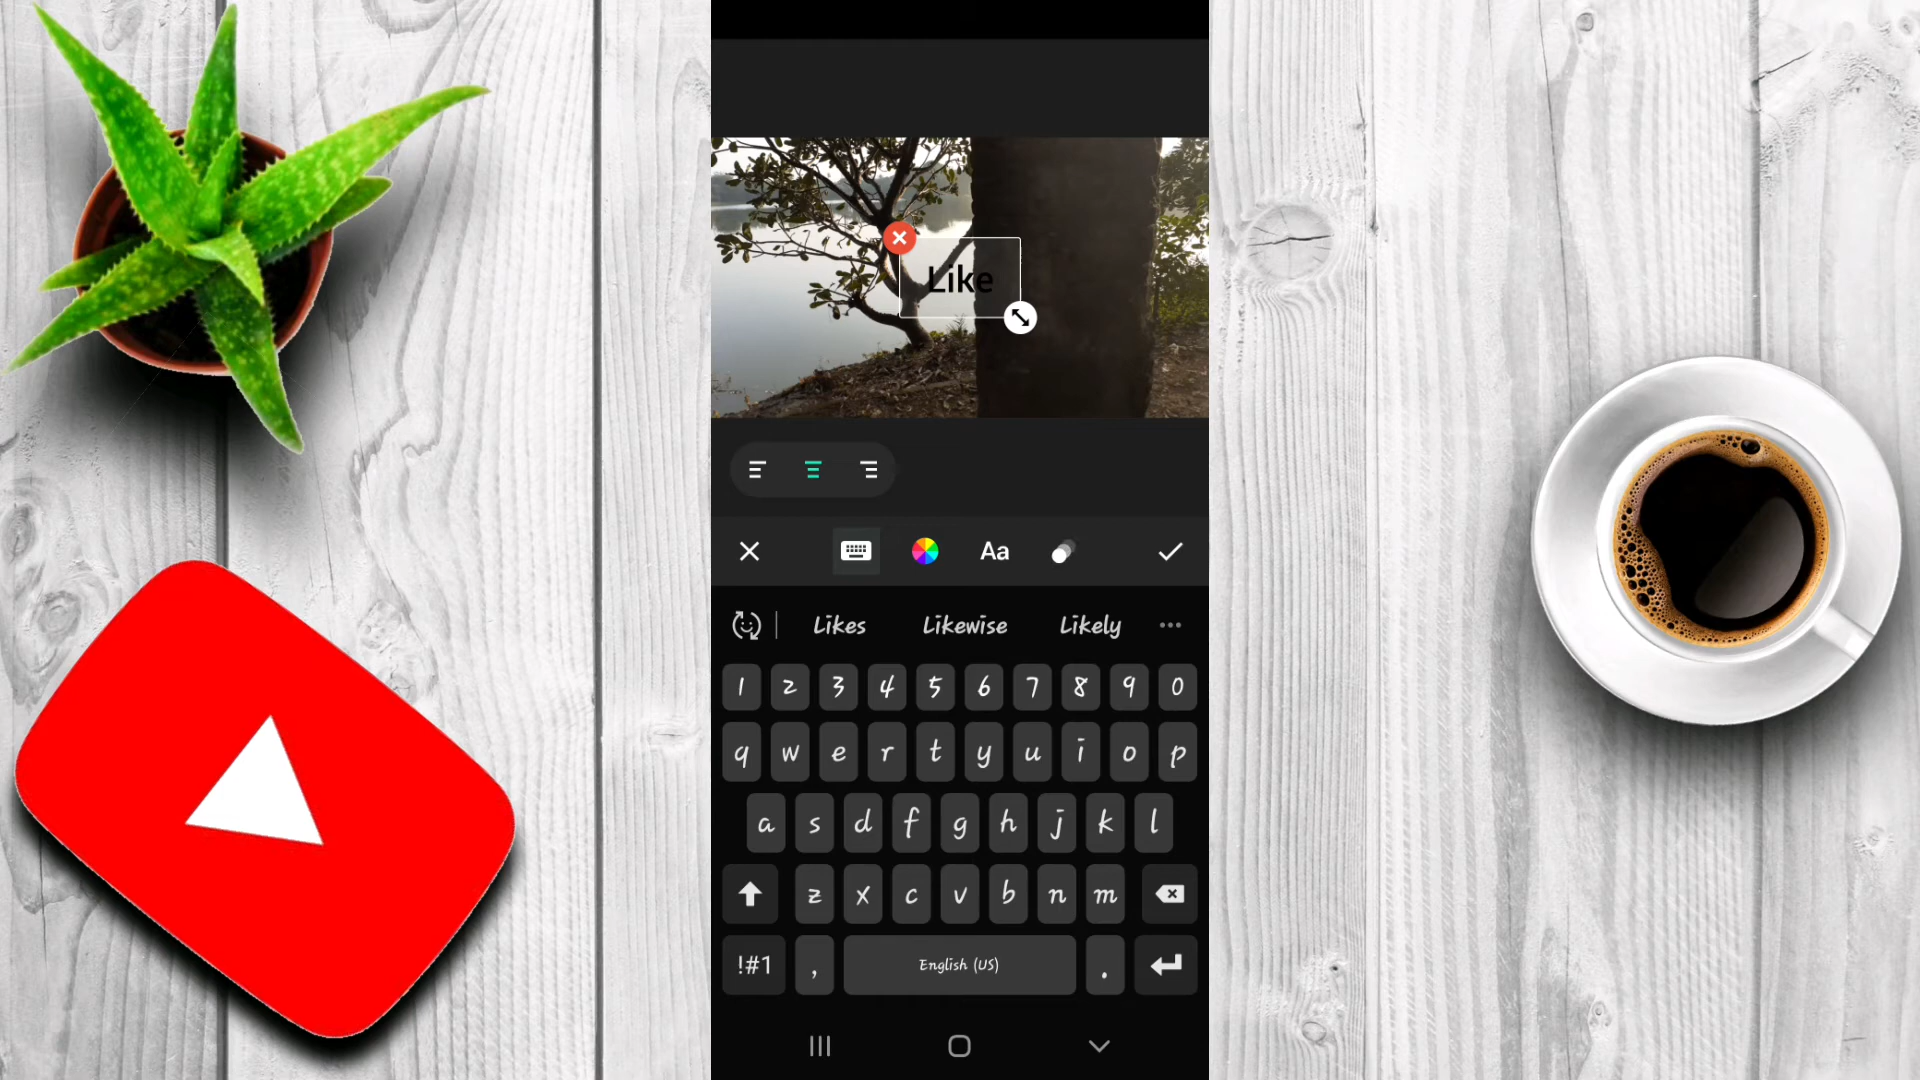 Like
Aa
Likes Likewise Likely
1 2 3 4 5 6 7 8 9 0
q w e r t y u i o p
a s d f g h j k l
z x c v b n m
!#1 , English (US) .